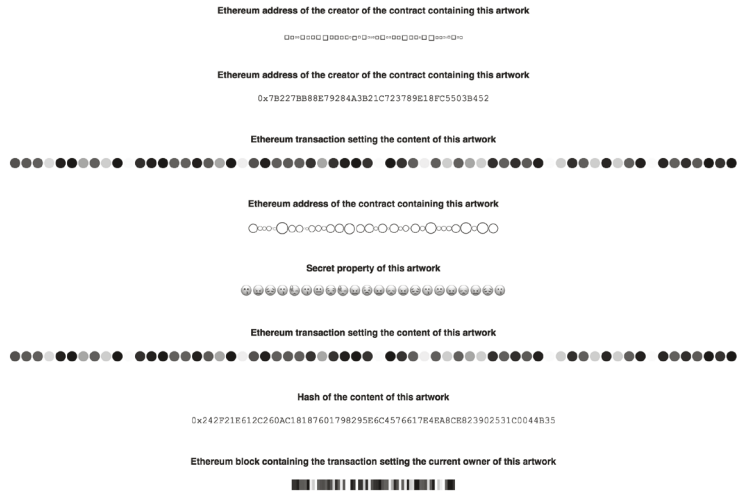 Ethereum address of the creator of the contract containing this artwork
Ethereum address of the creator of the contract containing this artwork
0x7B227BB88E79284A3B21C723789E18FC5503B452
Ethereum transaction setting the content of this artwork
Ethereum address of the contract containing this artwork
Secret property of this artwork
Ethereum transaction setting the content of this artwork
Hash of the content of this artwork
0x242F21E612C260AC18187601798295E6C4576617E4EA8CE823902531C0044B35
Ethereum block containing the transaction setting the current owner of this artwork